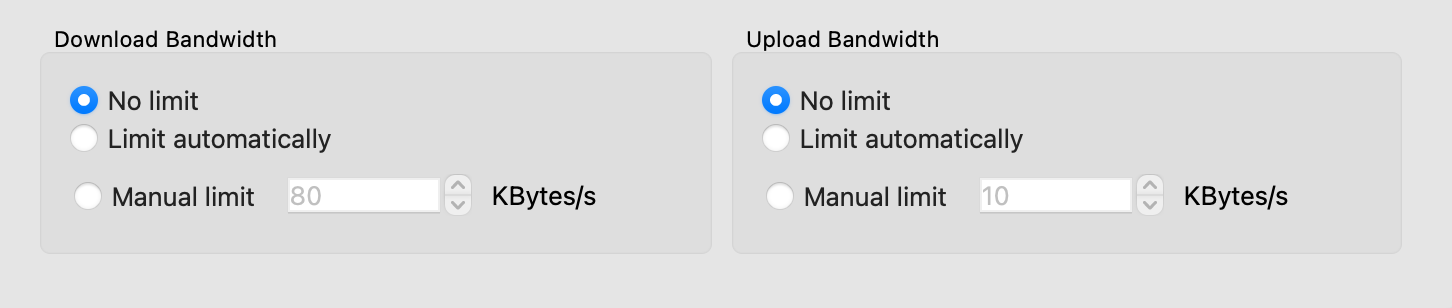 Download Bandwidth
No limit
Limit automatically
Manual limit 80 KBytes/s
Upload Bandwidth
No limit
Limit automatically
Manual limit 10 KBytes/s